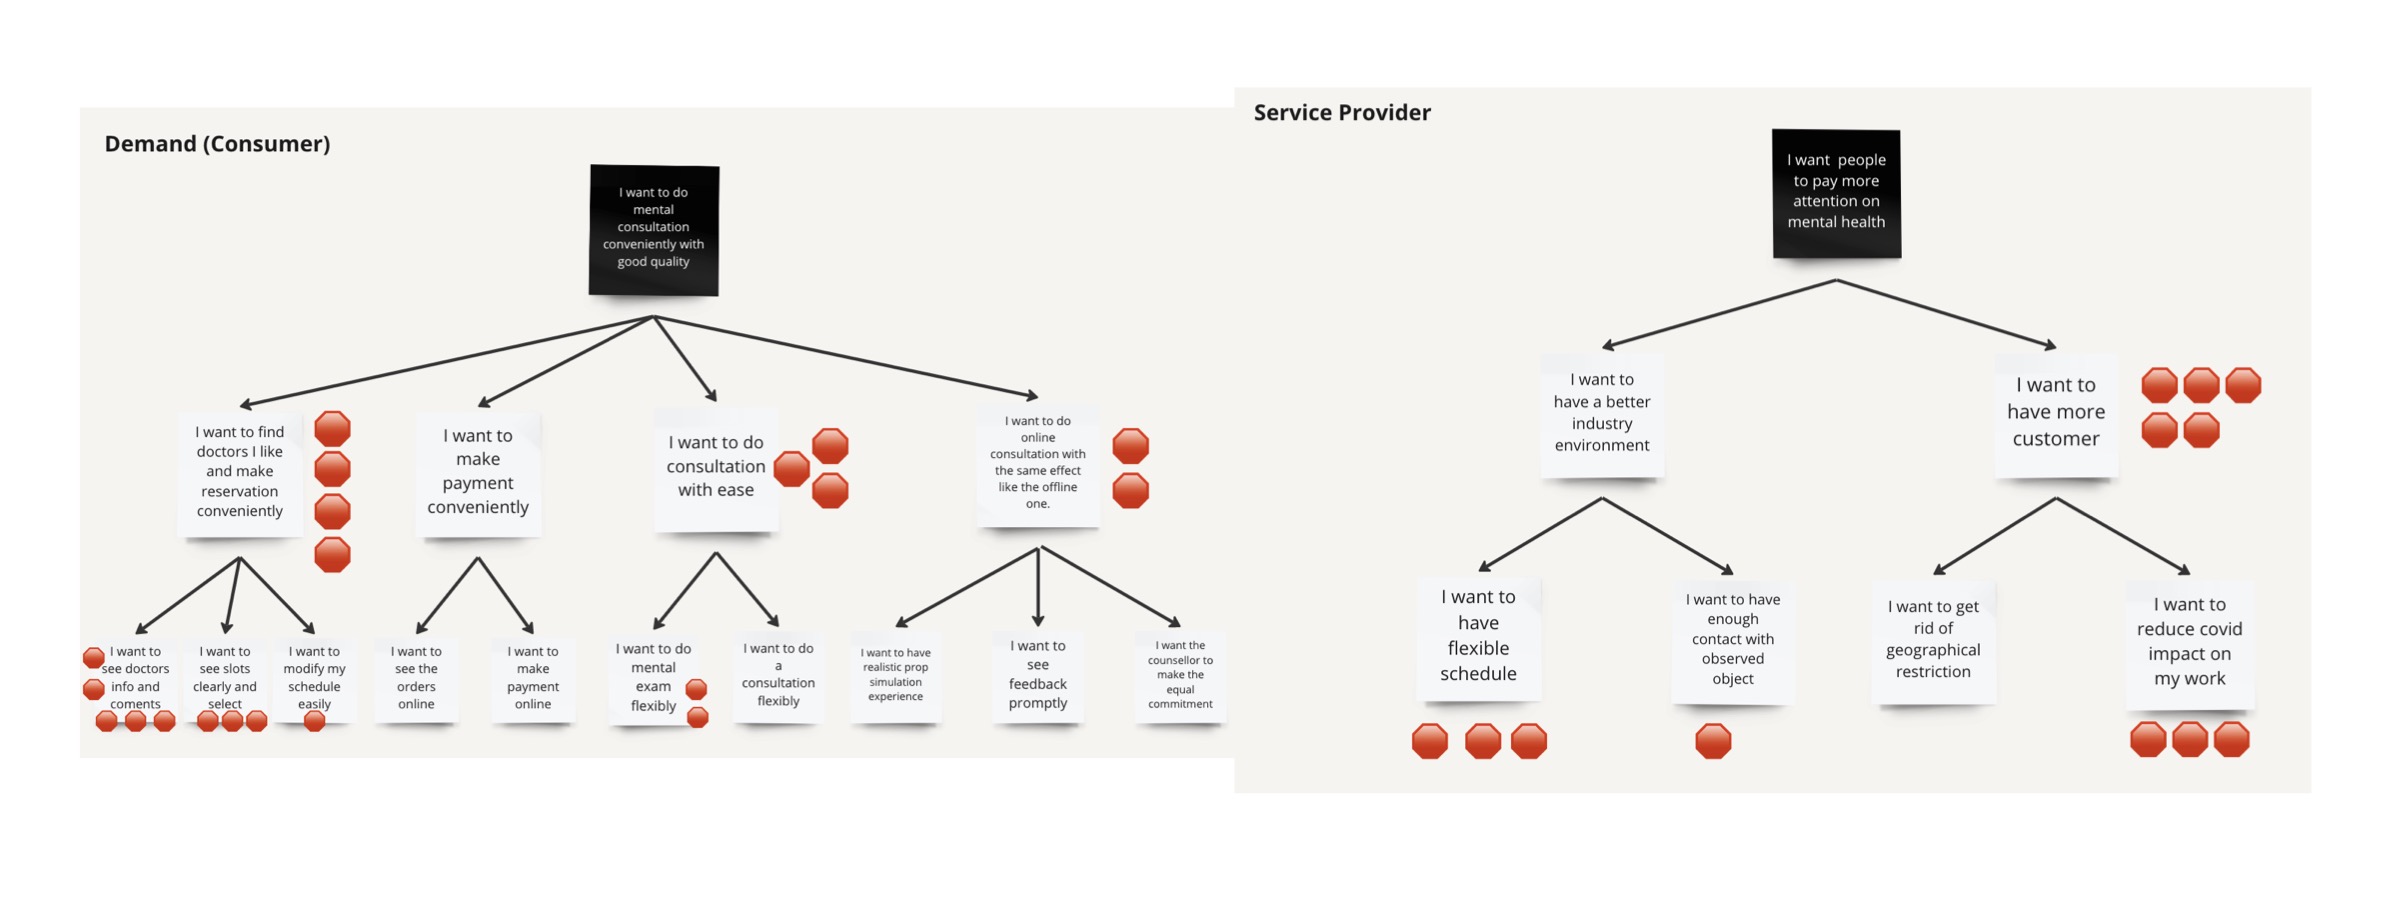 Demand (Consumer)
I want to do
mental
consultation
conveniently with
good quality
I want to find
doctors I like
and make
reservation
conveniently
I want to
make
payment
conveniently
I want to do
consultation
with ease
I want to do
online
consultation with
the same effect
like the offline
one.
I want to
see doctors
info and
coments
I want to
see slots
clearly and
select
I want to
modify my
schedule
easily
I want to
see the
orders
online
I want to
make
payment
online
I want to do
mental
exam
flexibly
I want to do
a
consultation
flexibly
I want to have
realistic prop
simulation
experience
I want to
see
feedback
promptly
I want the
counsellor to
make the
equal
commitment
Service Provider
I want  people
to pay more
attention on
mental health
I want to
have a better
industry
environment
I want to
have more
customer
I want to
have
flexible
schedule
I want to have
enough
contact with
observed
object
I want to get
rid of
geographical
restriction
I want to
reduce covid
impact on
my work